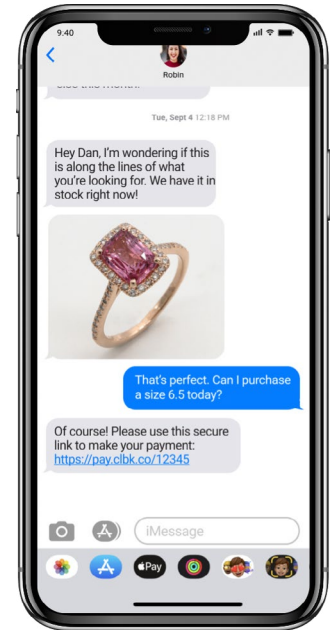 9:40
Robin
Tue, Sept 4 12:18 PM
Hey Dan, I'm wondering if this
is along the lines of what
you're looking for. We have it in
stock right now!
That's perfect. Can I purchase
a size 6.5 today?
Of course! Please use this secure
link to make your payment:
https://pay.clbk.co/12345
iMessage
Pay